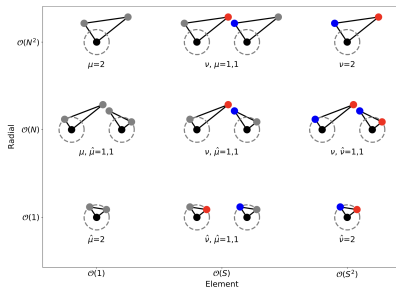 𝒪(N²)
μ=2
ν, μ=1,1
ν=2
Radial
𝒪(N)
μ, μ̂=1,1
ν, μ̂=1,1
ν, ν̂=1,1
𝒪(1)
μ̂=2
ν̂, μ̂=1,1
ν̂=2
𝒪(1)
𝒪(S)
𝒪(S²)
Element